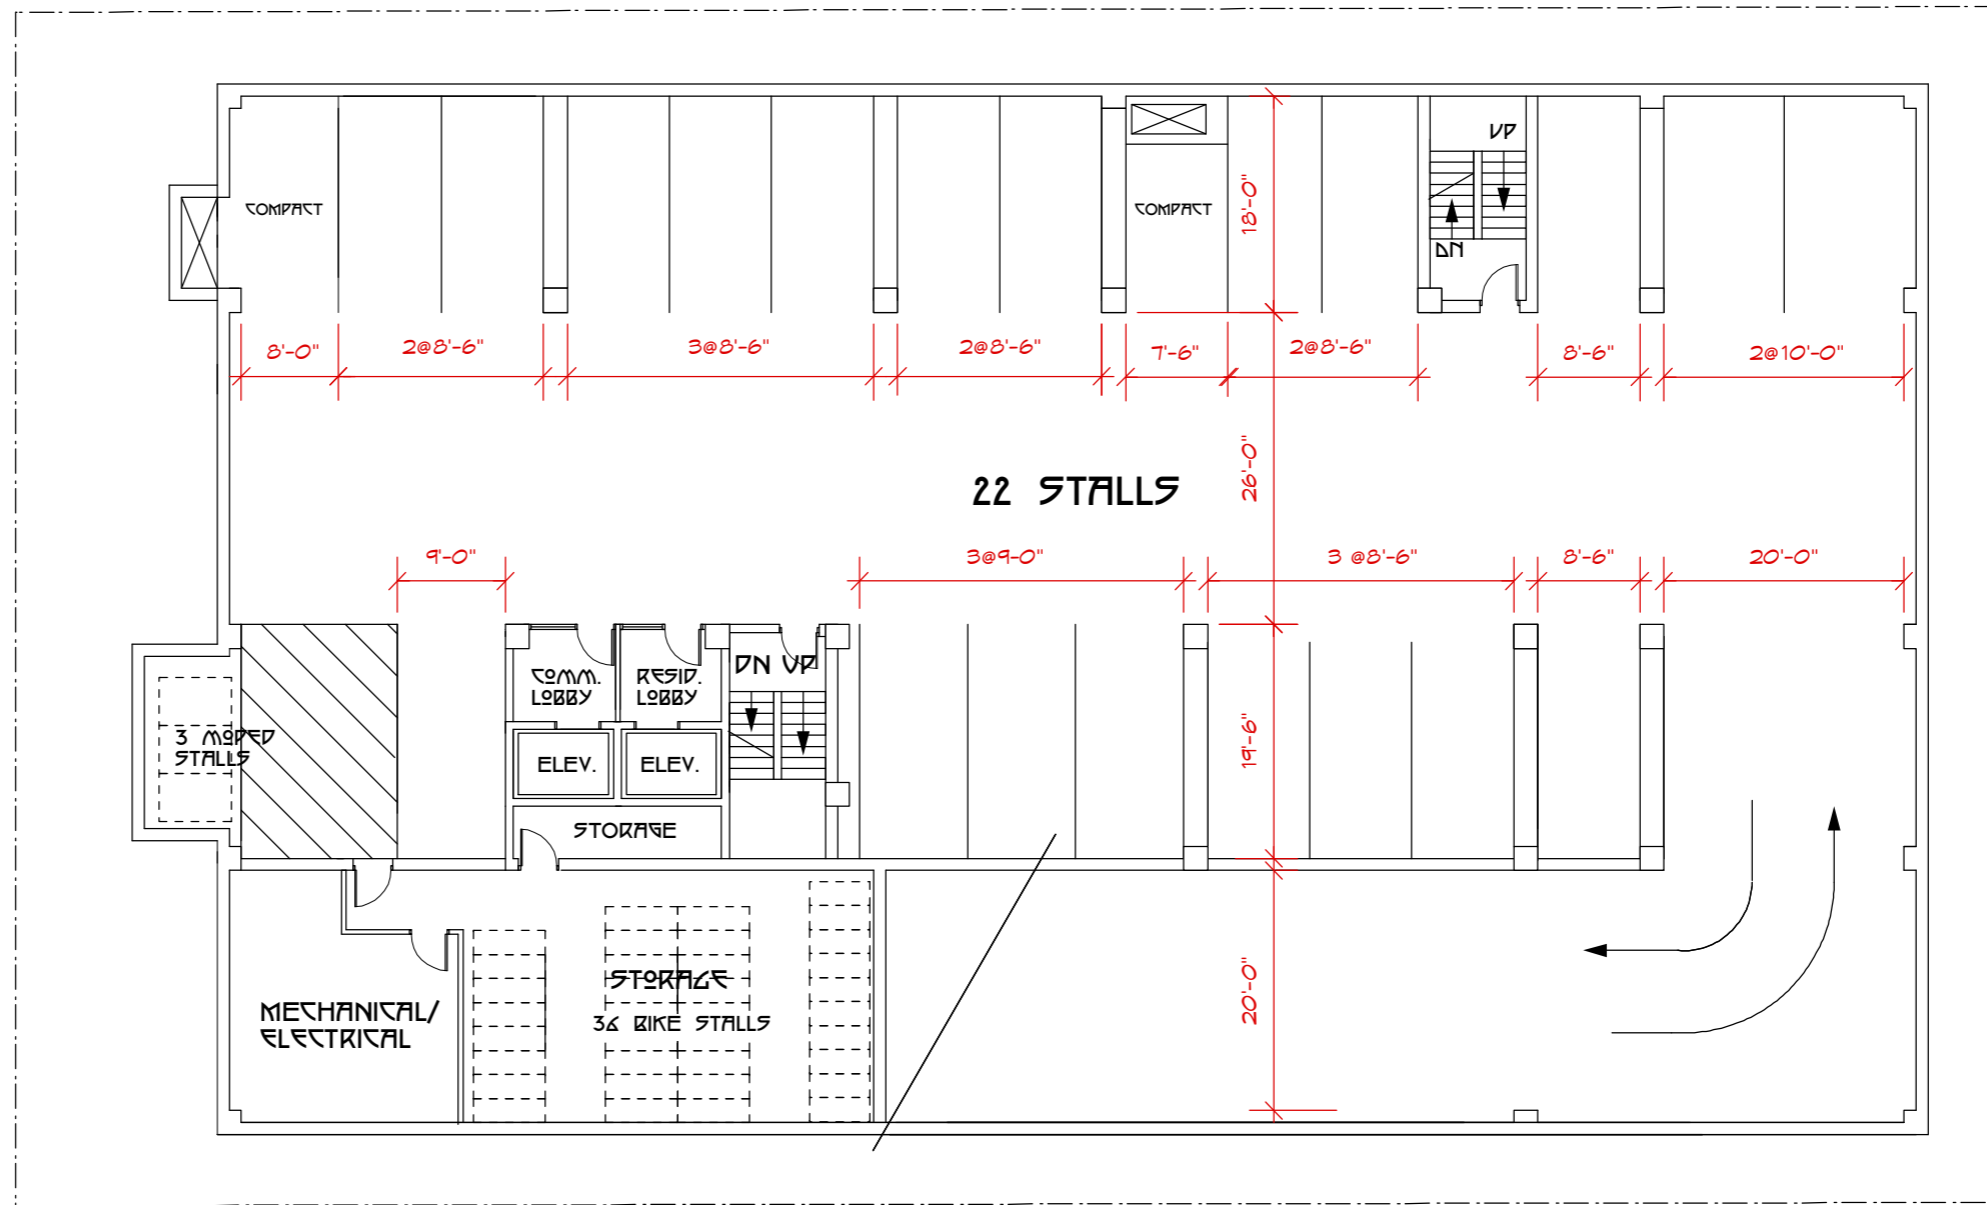 UP
COMPACT
COMPACT
18'-0"
DN
8'-0"
2@8'-6"
3@8'-6"
2@8'-6"
7'-6"
2@8'-6"
8'-6"
2@10'-0"
26'-0"
22 STALLS
9'-0"
3@9-0"
3 @8'-6"
8'-6"
20'-0"
COMM.
LOBBY
RESID.
LOBBY
DN UP
3 MOPED
STALLS
ELEV.
ELEV.
19'-6"
STORAGE
STORAGE
36 BIKE STALLS
MECHANICAL/
ELECTRICAL
20'-0"